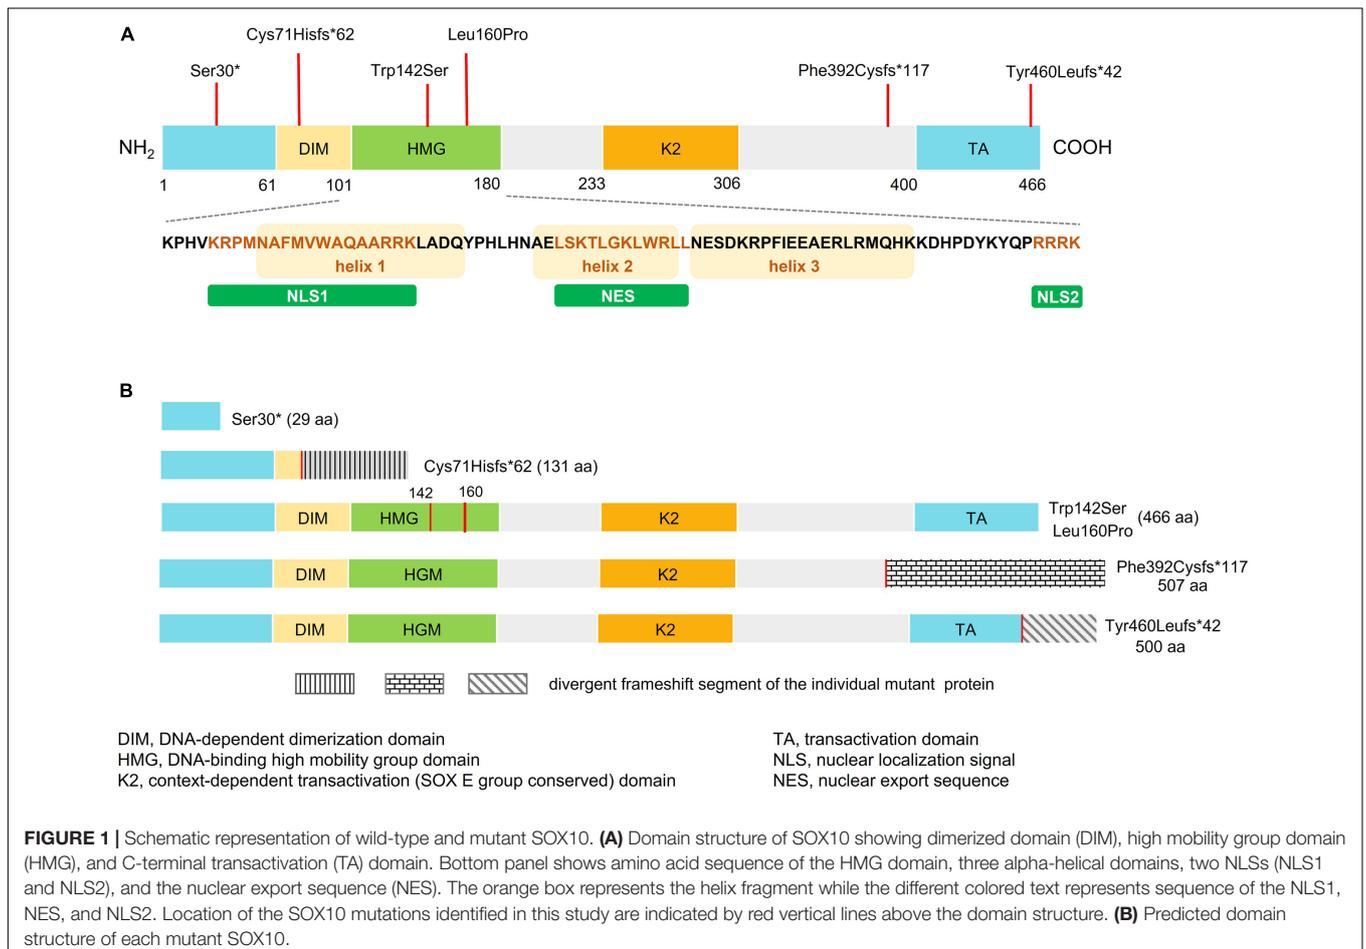 A
Cys71Hisfs*62 Leu160Pro
Ser30* Trp142Ser Phe392Cysfs*117 Tyr460Leufs*42
NH2 DIM HMG K2 TA COOH
1 61 101 180 233 306 400 466
KPHVKRPMNAFMVWAQAARRKLADQYPHLHNAELSKTLGKLWRLLNESDKRPFIEEAERLRMQHKKDHPDYKYQPRRRK
helix 1 helix 2 helix 3
NLS1 NES NLS2
B
Ser30* (29 aa)
Cys71Hisfs*62 (131 aa)
142 160
DIM HMG K2 TA Trp142Ser
Leu160Pro (466 aa)
DIM HGM K2 Phe392Cysfs*117
507 aa
DIM HGM K2 TA Tyr460Leufs*42
500 aa
divergent frameshift segment of the individual mutant protein
DIM, DNA-dependent dimerization domain
HMG, DNA-binding high mobility group domain
K2, context-dependent transactivation (SOX E group conserved) domain
TA, transactivation domain
NLS, nuclear localization signal
NES, nuclear export sequence
FIGURE 1 | Schematic representation of wild-type and mutant SOX10. (A) Domain structure of SOX10 showing dimerized domain (DIM), high mobility group domain
(HMG), and C-terminal transactivation (TA) domain. Bottom panel shows amino acid sequence of the HMG domain, three alpha-helical domains, two NLSs (NLS1
and NLS2), and the nuclear export sequence (NES). The orange box represents the helix fragment while the different colored text represents sequence of the NLS1,
NES, and NLS2. Location of the SOX10 mutations identified in this study are indicated by red vertical lines above the domain structure. (B) Predicted domain
structure of each mutant SOX10.